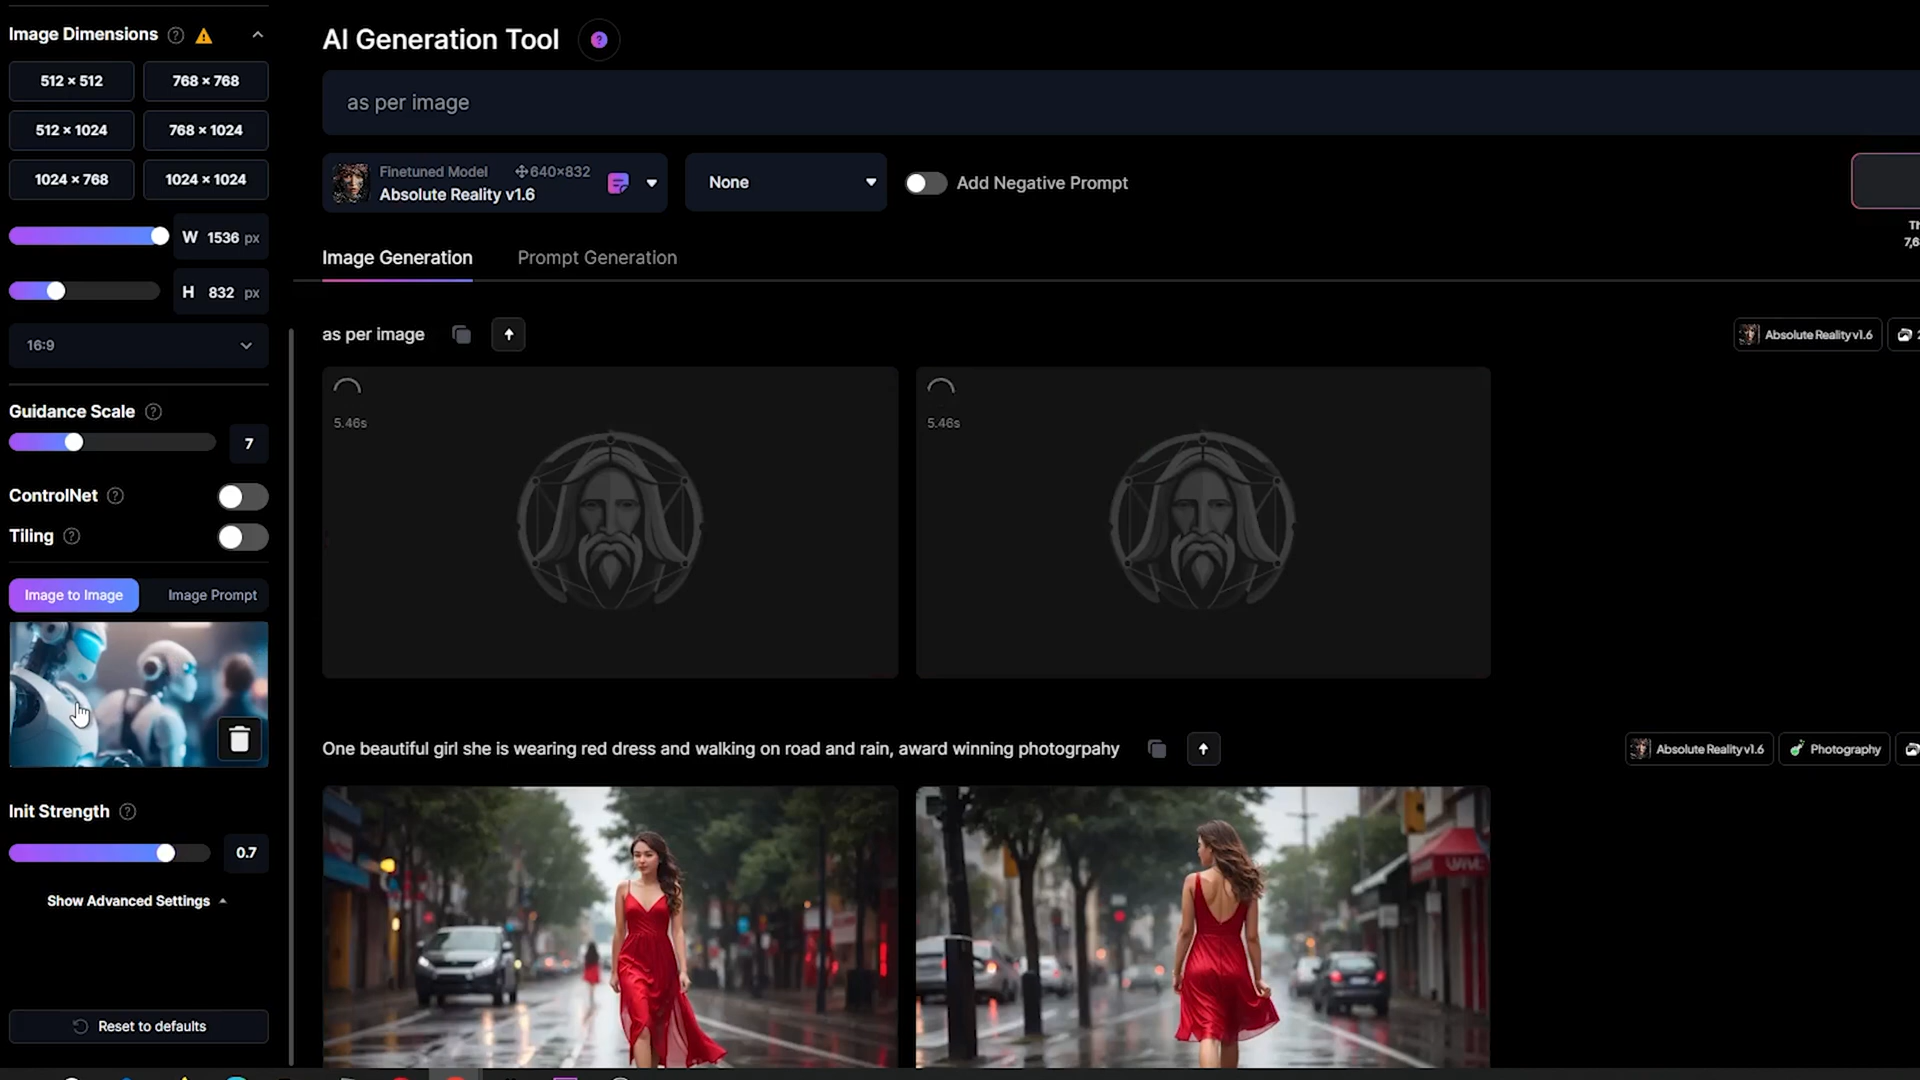 Image Dimensions
512 × 512
768 × 768
512 × 1024
768 × 1024
1024 × 768
1024 × 1024
W 1536 px
H 832 px
16:9
Guidance Scale
7
ControlNet
Tiling
Image to Image
Image Prompt
Init Strength
0.7
Show Advanced Settings
Reset to defaults
AI Generation Tool
as per image
Finetuned Model 640×832
Absolute Reality v1.6
None
Add Negative Prompt
Image Generation
Prompt Generation
as per image
Absolute Reality v1.6
5.46s
5.46s
One beautiful girl she is wearing red dress and walking on road and rain, award winning photogrpahy
Absolute Reality v1.6
Photography